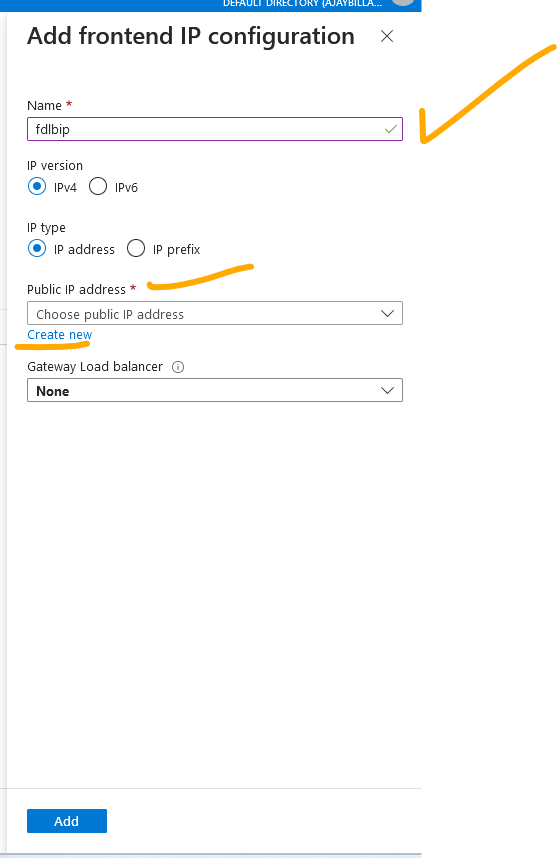 DEFAULT DIRECTORY (AJAYBILLA...
Add frontend IP configuration
Name *
fdlbip
IP version
IPv4 IPv6
IP type
IP address IP prefix
Public IP address *
Choose public IP address
Create new
Gateway Load balancer
None
Add